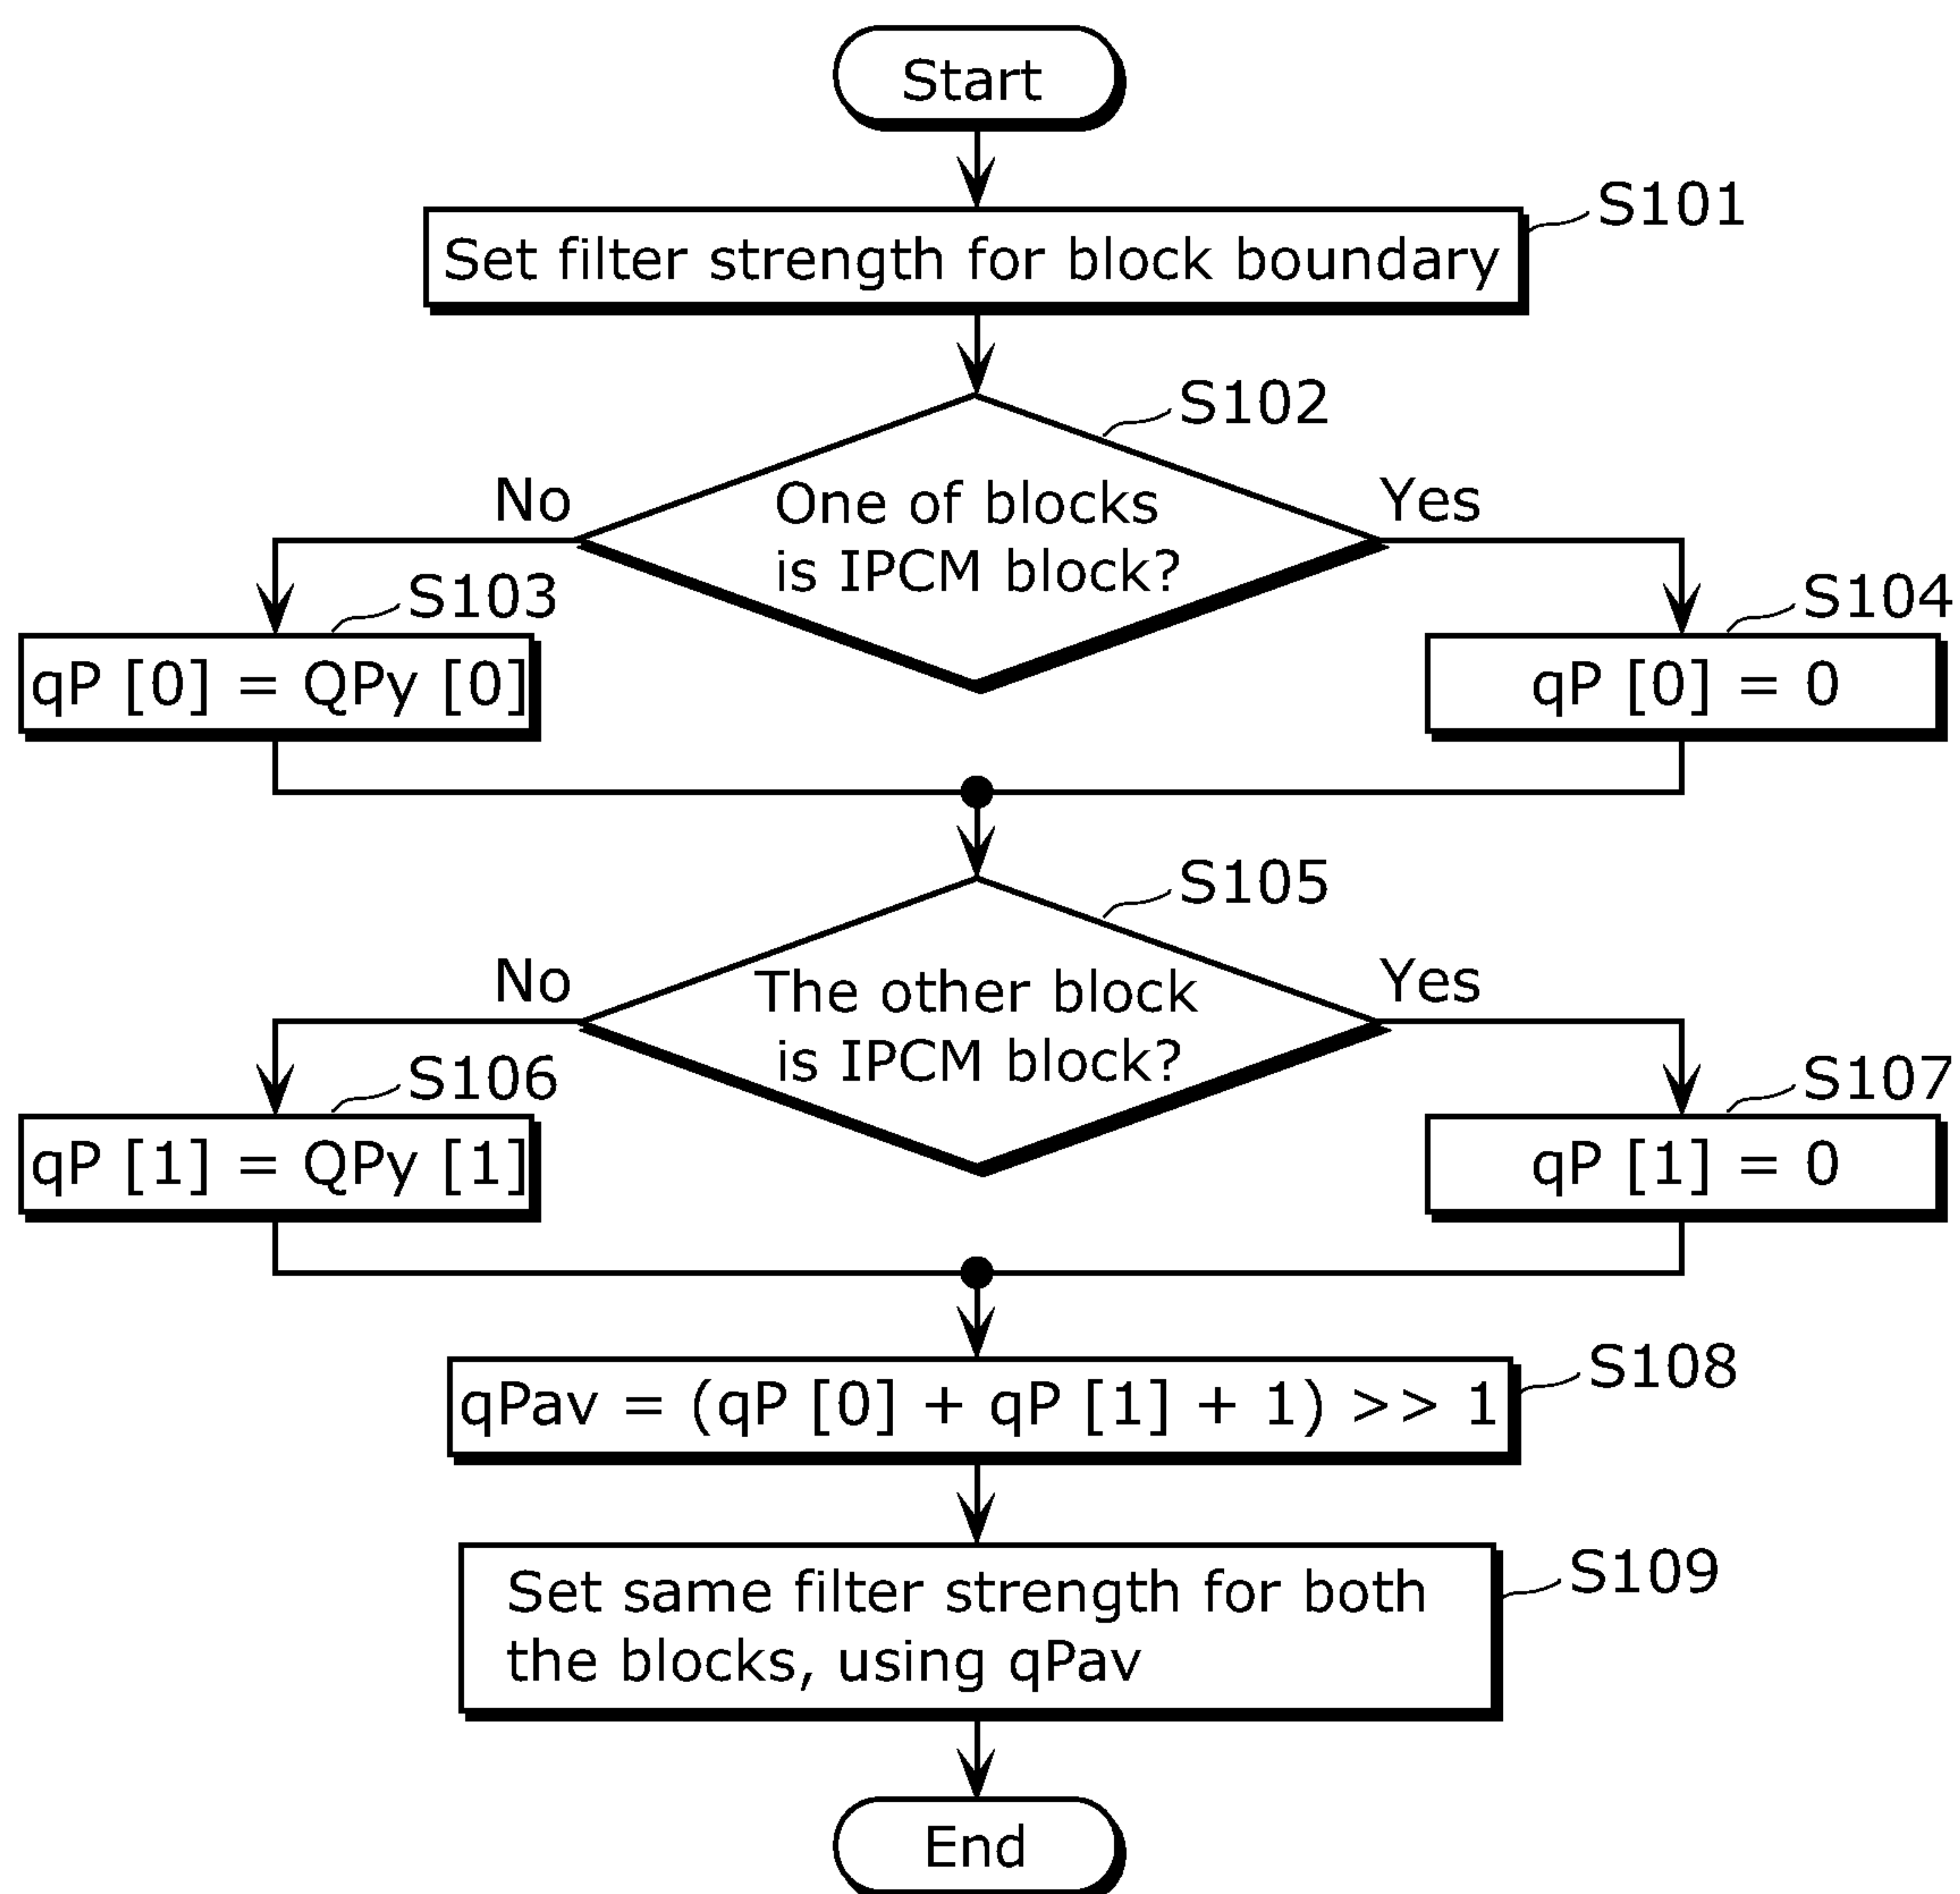 Start
S101
Set filter strength for block boundary
S102
No
Yes
One of blocks
is IPCM block?
S103
S104
qP [0] = QPy [0]
qP [0] = 0
S105
No
Yes
The other block
is IPCM block?
S106
S107
qP [1] = QPy [1]
qP [1] = 0
S108
qPav = (qP [0] + qP [1] + 1) >> 1
S109
Set same filter strength for both
the blocks, using qPav
End